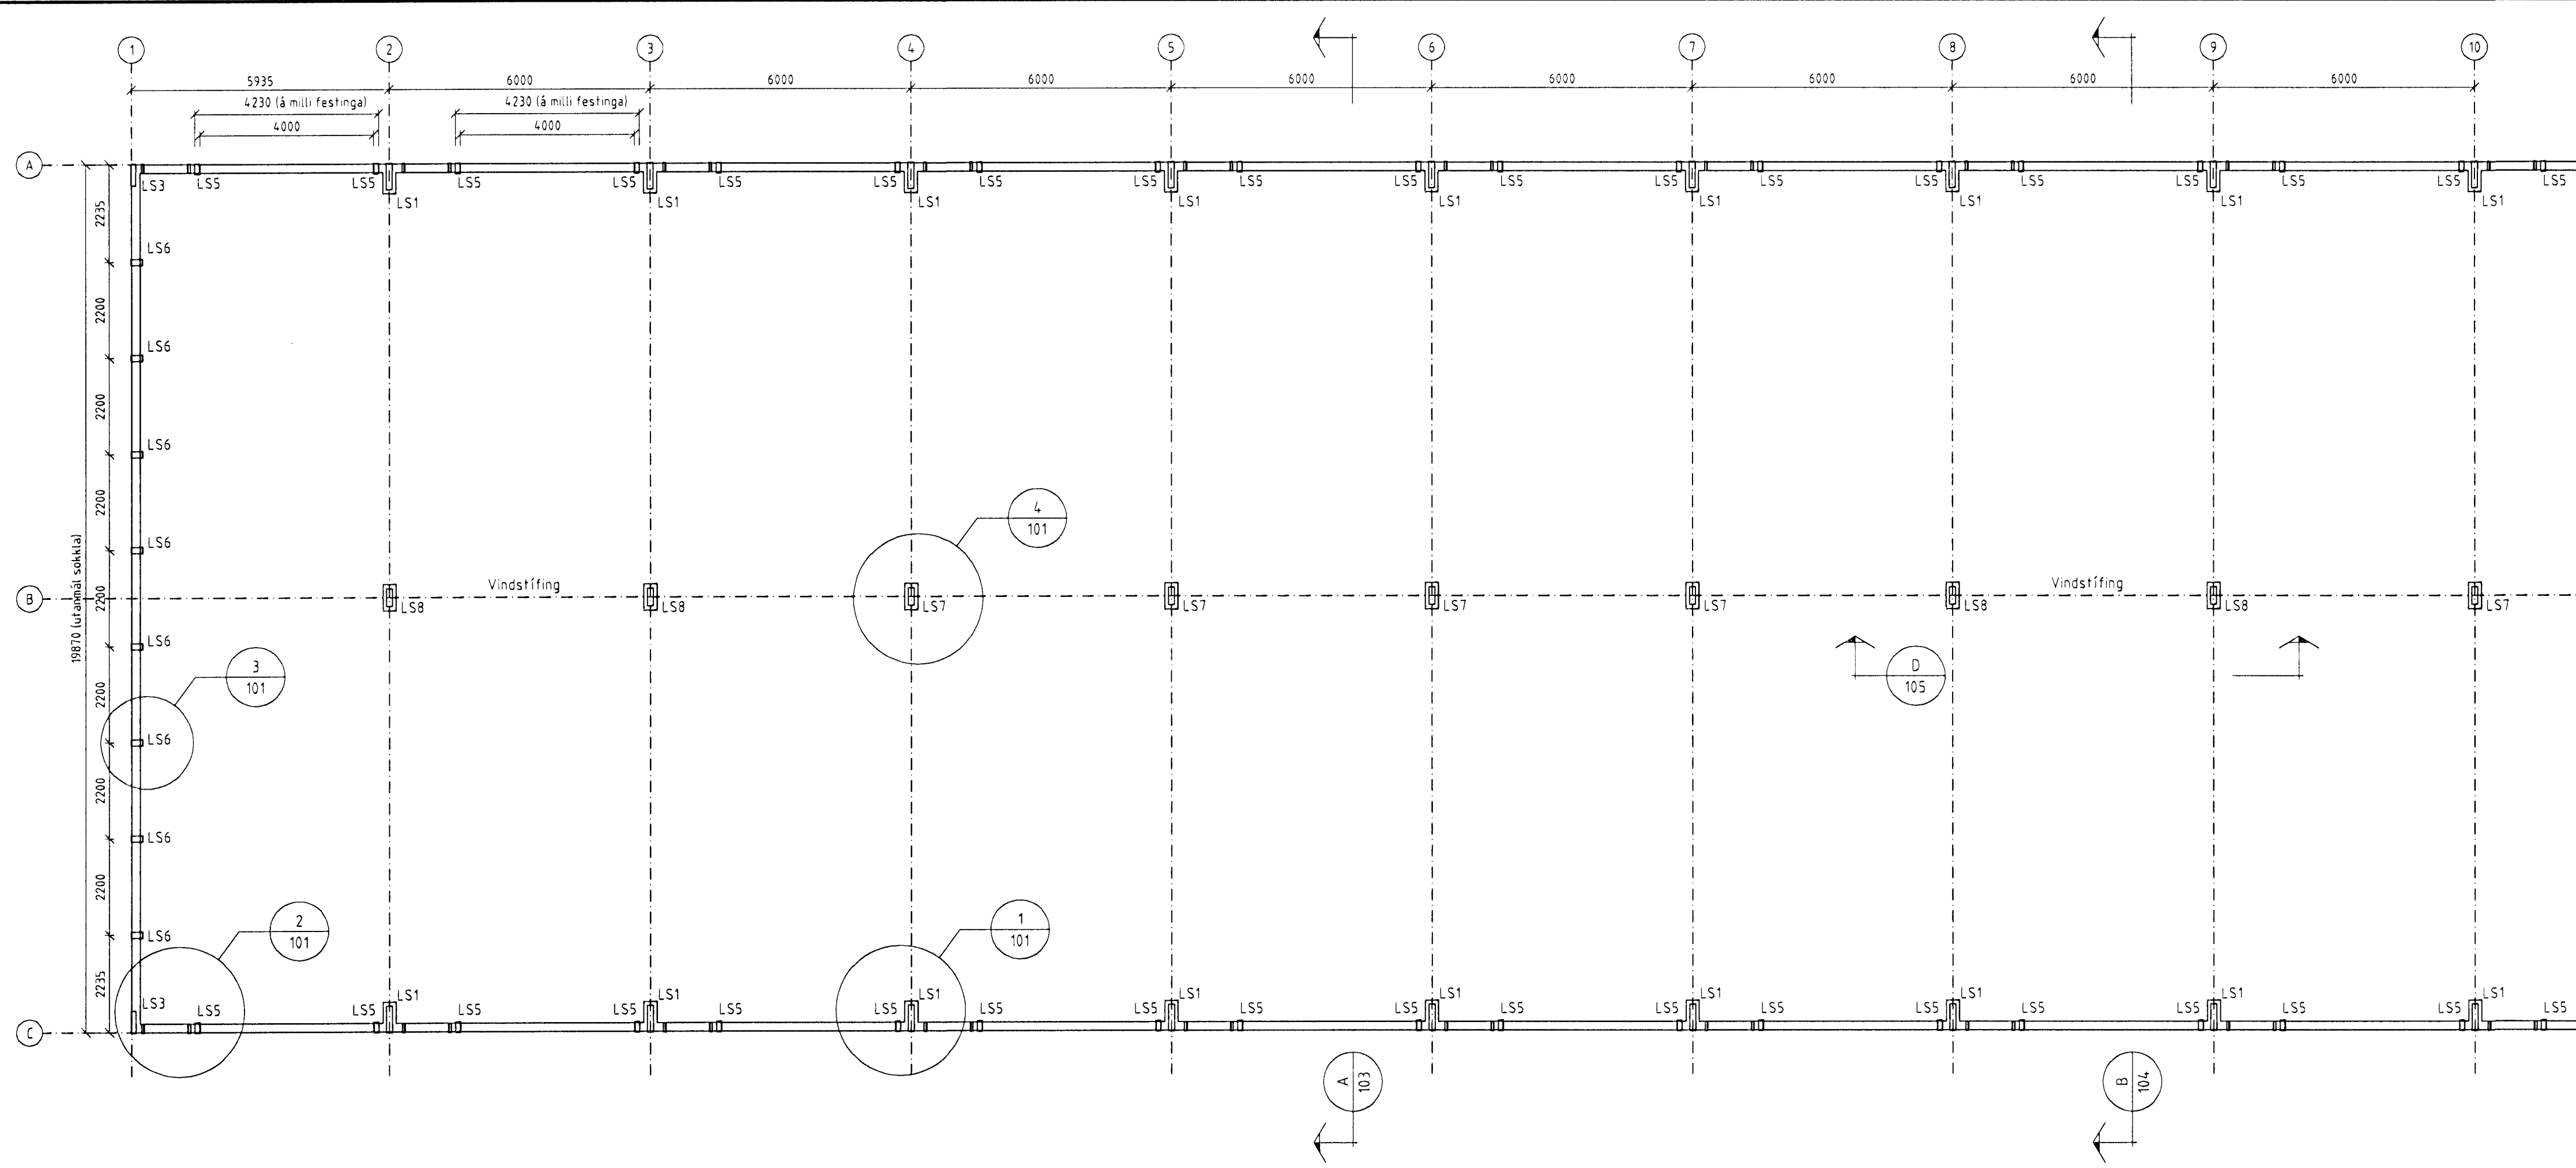 1 2 3 4 5 6 7 8 9 10
5935 6000 6000 6000 6000 6000 6000 6000 6000
4230 (á milli festinga) 4230 (á milli festinga)
4000 4000
A
LS3 LS5 LS5 LS5 LS5 LS5 LS5 LS5 LS5 LS5 LS5 LS5 LS5 LS5 LS5 LS5 LS5 LS5 LS5 LS5
LS1 LS1 LS1 LS1 LS1 LS1 LS1 LS1 LS1
2235
LS6
2200
LS6
2200
LS6
2200
4
101
LS6
19870 (utanmál sokkla)
Vindstífing Vindstífing
B
2200
LS8 LS8 LS7 LS7 LS7 LS7 LS8 LS8 LS7
LS6
3
101
D
105
2200
LS6
2200
LS6
2200
2
101
1
101
LS6
2235
LS3 LS1 LS1 LS1 LS1 LS1 LS1 LS1 LS1 LS1
LS5 LS5 LS5 LS5 LS5 LS5 LS5 LS5 LS5 LS5 LS5 LS5 LS5 LS5 LS5 LS5 LS5 LS5 LS5
C
A
103
B
104